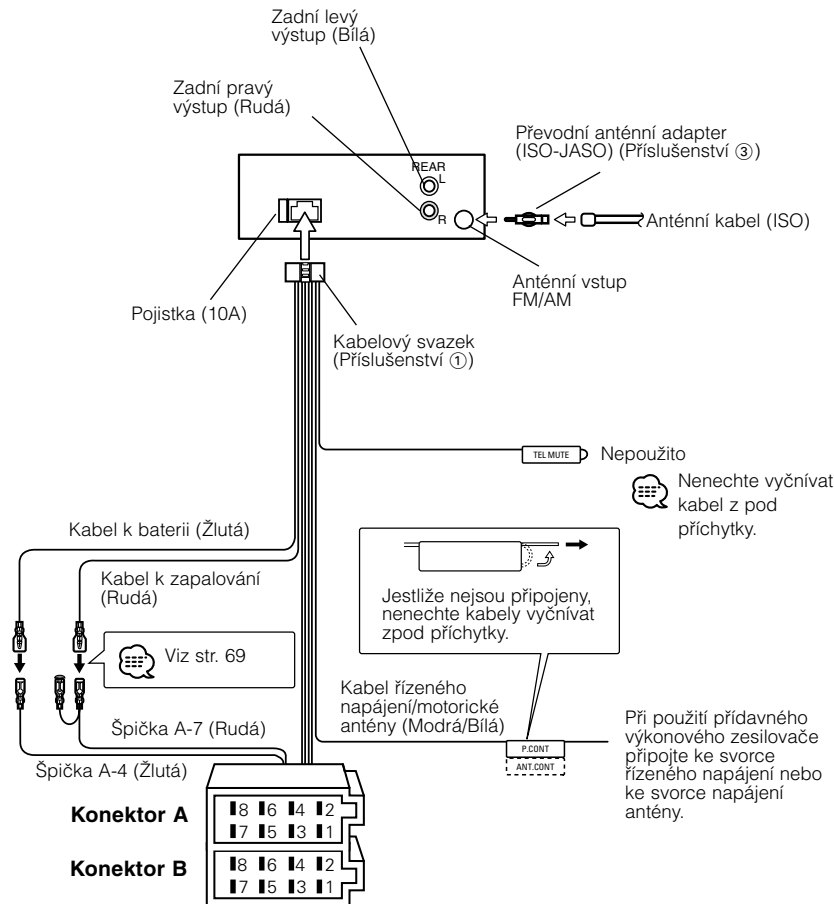 Zadní levý
výstup (Bílá)
Zadní pravý
výstup (Rudá)
Převodní anténní adapter
(ISO-JASO) (Příslušenství ③)
REAR
L
R
Anténní kabel (ISO)
Anténní vstup
FM/AM
Pojistka (10A)
Kabelový svazek
(Příslušenství ①)
TEL MUTE
Nepoužito
Nenechte vyčnívat
kabel z pod
příchytky.
Kabel k baterii (Žlutá)
Kabel k zapalování
(Rudá)
Jestliže nejsou připojeny,
nenechte kabely vyčnívat
zpod příchytky.
Viz str. 69
Kabel řízeného
napájení/motorické
antény (Modrá/Bílá)
Špička A-7 (Rudá)
Špička A-4 (Žlutá)
P.CONT
ANT.CONT
Při použití přídavného
výkonového zesilovače
připojte ke svorce
řízeného napájení nebo
ke svorce napájení
antény.
Konektor A
8 6 4 2
7 5 3 1
Konektor B
8 6 4 2
7 5 3 1